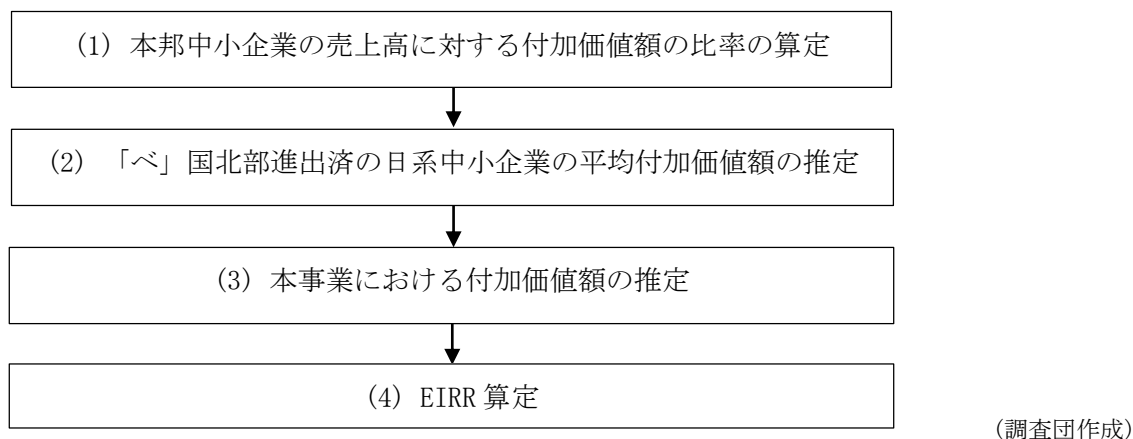 (1) 本邦中小企業の売上高に対する付加価値額の比率の算定
(2) 「ベ」国北部進出済の日系中小企業の平均付加価値額の推定
(3) 本事業における付加価値額の推定
(4) EIRR 算定
(調査団作成)